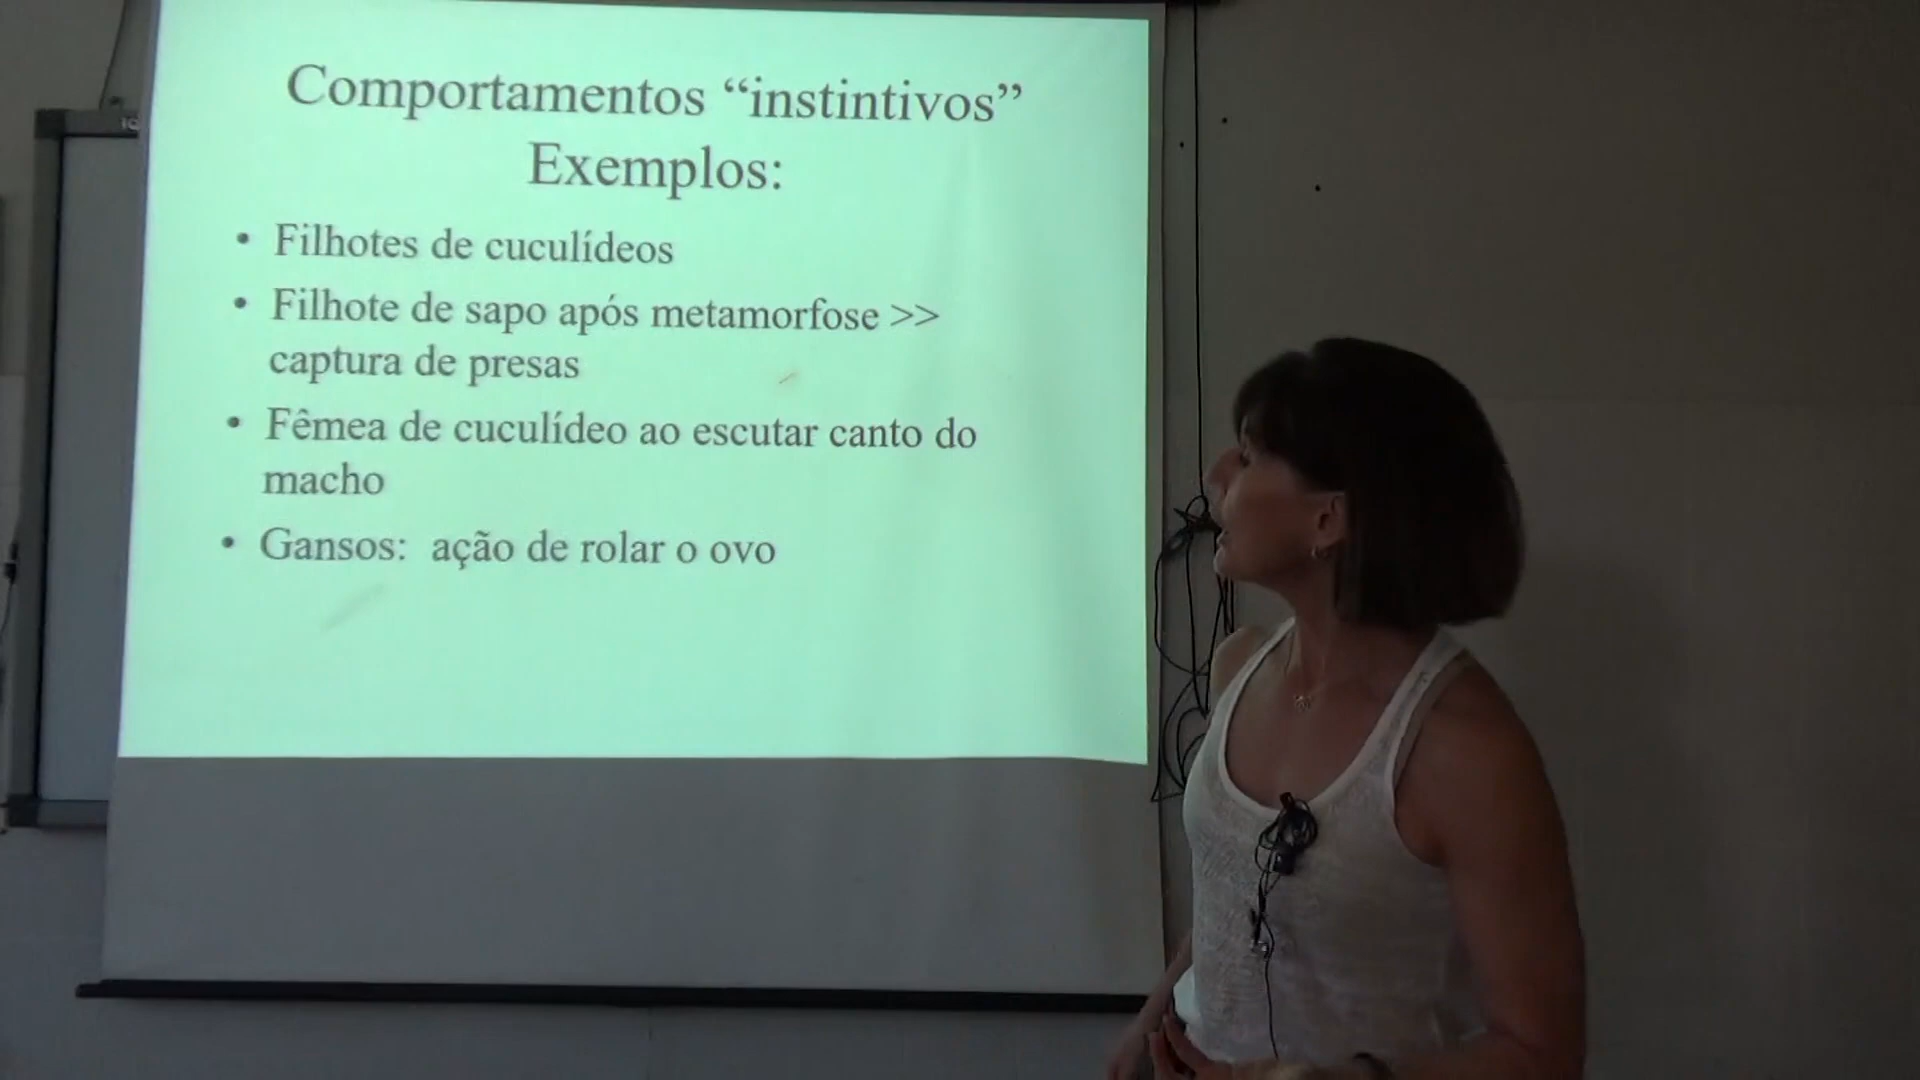 Comportamentos “instintivos”
Exemplos:
• Filhotes de cuculídeos
• Filhote de sapo após metamorfose >>
captura de presas
• Fêmea de cuculídeo ao escutar canto do
macho
• Gansos: ação de rolar o ovo